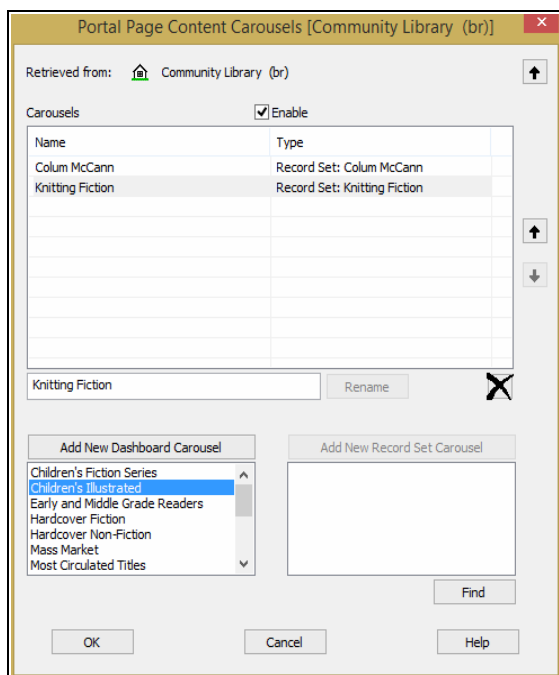 Portal Page Content Carousels [Community Library (br)]
Retrieved from: Community Library (br)
Carousels Enable
Name Type
Colum McCann Record Set: Colum McCann
Knitting Fiction Record Set: Knitting Fiction
Knitting Fiction Rename
Add New Dashboard Carousel Add New Record Set Carousel
Children's Fiction Series
Children's Illustrated
Early and Middle Grade Readers
Hardcover Fiction
Hardcover Non-Fiction
Mass Market
Most Circulated Titles
Find
OK Cancel Help